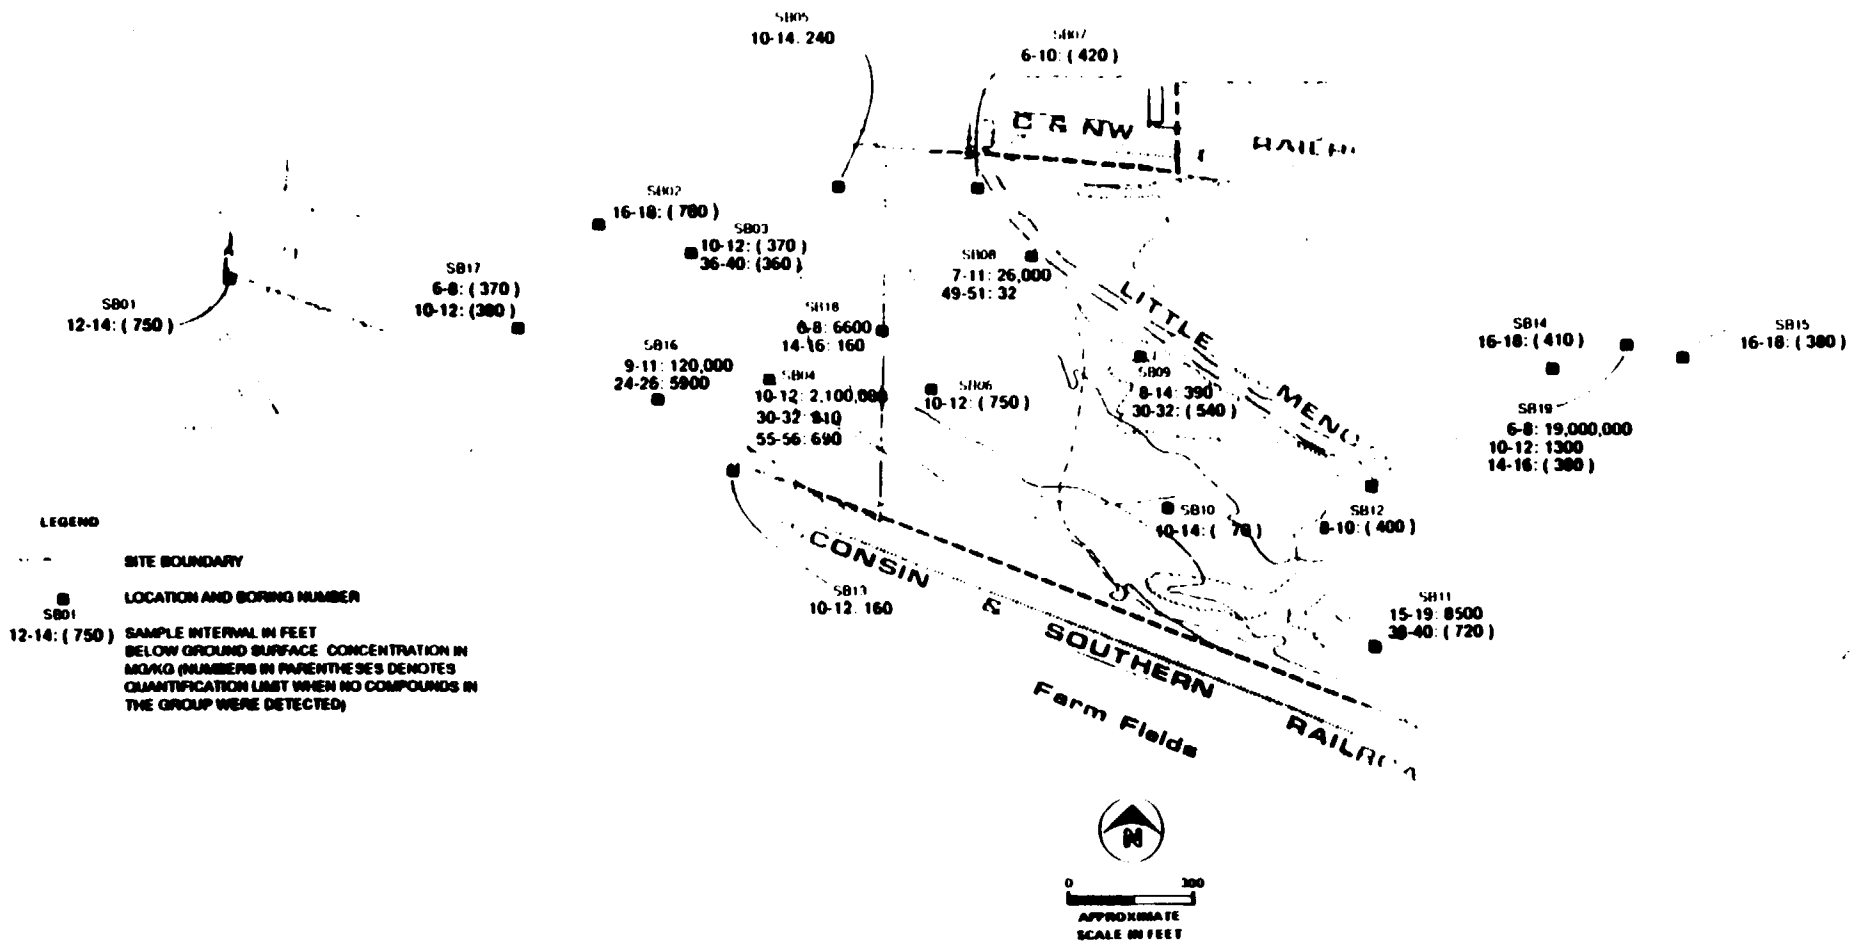 SB05
10-14. 240
SB07
6-10: ( 420 )
C & NW
SB02
16-18: ( 780 )
SB03
10-12: ( 370 )
36-40: (360 )
SB17
6-8: ( 370 )
10-12: (380 )
SB01
12-14: ( 750 )
SB08
7-11: 26,000
49-51: 32
SB18
6-8: 6600
14-16: 160
SB16
9-11: 120,000
24-26: 5900
SB04
10-12: 2,100,000
30-32:
55-56: 690
SB06
10-12: ( 750 )
LITTLE
SB09
8-14: 390
30-32: ( 540 )
SB14
16-18: ( 410 )
SB15
16-18: ( 380 )
SB19
6-8: 19,000,000
10-12: 1300
14-16: ( 380 )
SB10
10-14: (
SB12
8-10: ( 400 )
CONSIN & SOUTHERN
SB13
10-12. 160
SB11
15-19: 8500
( 720 )
Farm Fields
LEGEND
SITE BOUNDARY
LOCATION AND BORING NUMBER
SB01
12-14: ( 750 )
SAMPLE INTERVAL IN FEET
BELOW GROUND SURFACE CONCENTRATION IN
MG/KG (NUMBERS IN PARENTHESES DENOTES
QUANTIFICATION LIMIT WHEN NO COMPOUNDS IN
THE GROUP WERE DETECTED)
N
0 300
APPROXIMATE
SCALE IN FEET